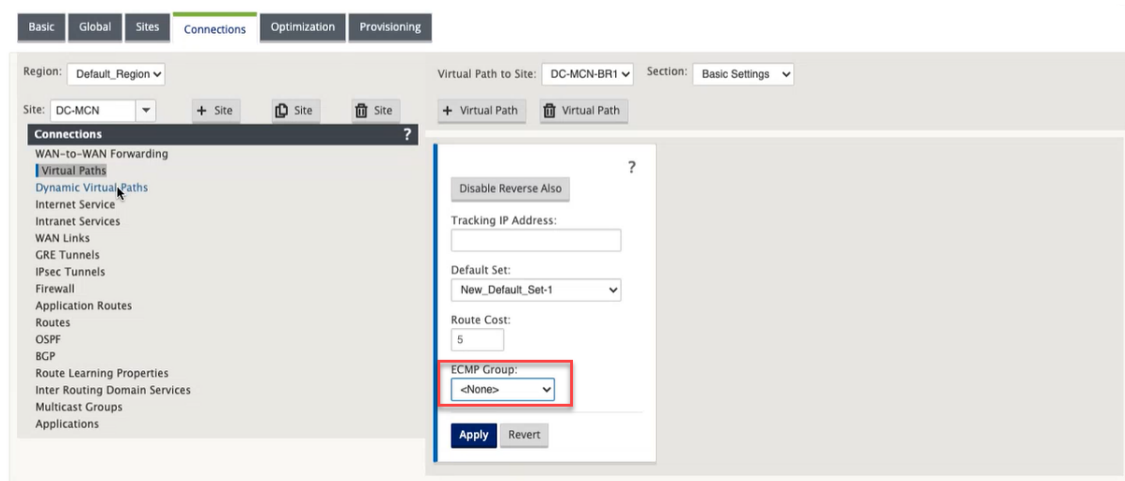 Basic Global Sites Connections Optimization Provisioning
Region: Default_Region
Site: DC-MCN + Site Site Site
Connections ?
WAN-to-WAN Forwarding
Virtual Paths
Dynamic Virtual Paths
Internet Service
Intranet Services
WAN Links
GRE Tunnels
IPsec Tunnels
Firewall
Application Routes
Routes
OSPF
BGP
Route Learning Properties
Inter Routing Domain Services
Multicast Groups
Applications
Virtual Path to Site: DC-MCN-BR1 Section: Basic Settings
+ Virtual Path Virtual Path
?
Disable Reverse Also
Tracking IP Address:
Default Set:
New_Default_Set-1
Route Cost:
5
ECMP Group:
<None>
Apply Revert